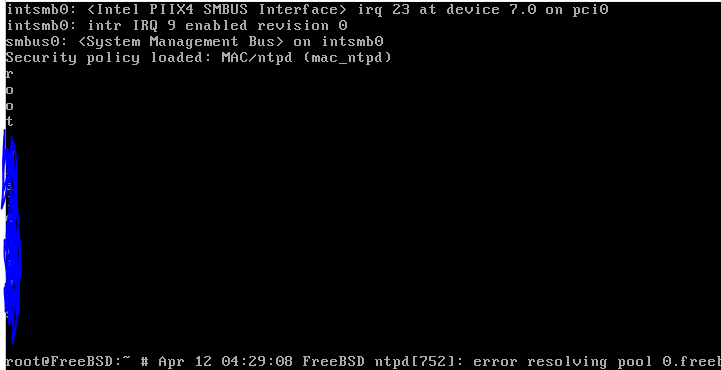 intsmb0: <Intel PIIX4 SMBUS Interface> irq 23 at device 7.0 on pci0
intsmb0: intr IRQ 9 enabled revision 0
smbus0: <System Management Bus> on intsmb0
Security policy loaded: MAC/ntpd (mac_ntpd)
r
o
o
t
root@FreeBSD:~ # Apr 12 04:29:08 FreeBSD ntpd[752]: error resolving pool 0.freeb